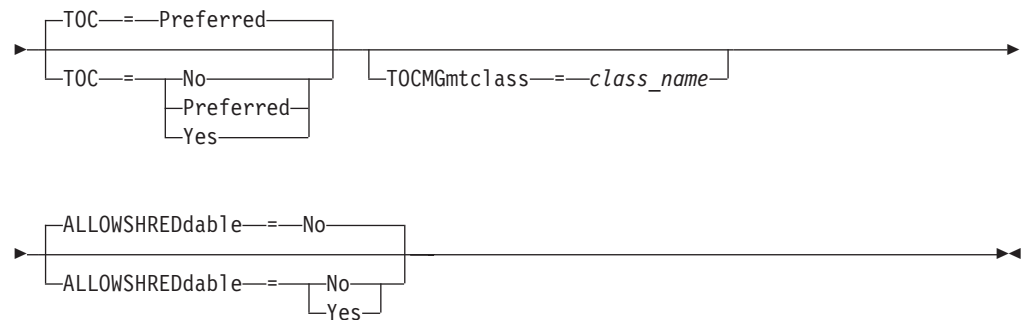 TOC = Preferred
TOC = No
Preferred
Yes
TOCMGmtclass = class_name
ALLOWSHREDdable = No
ALLOWSHREDdable = No
Yes